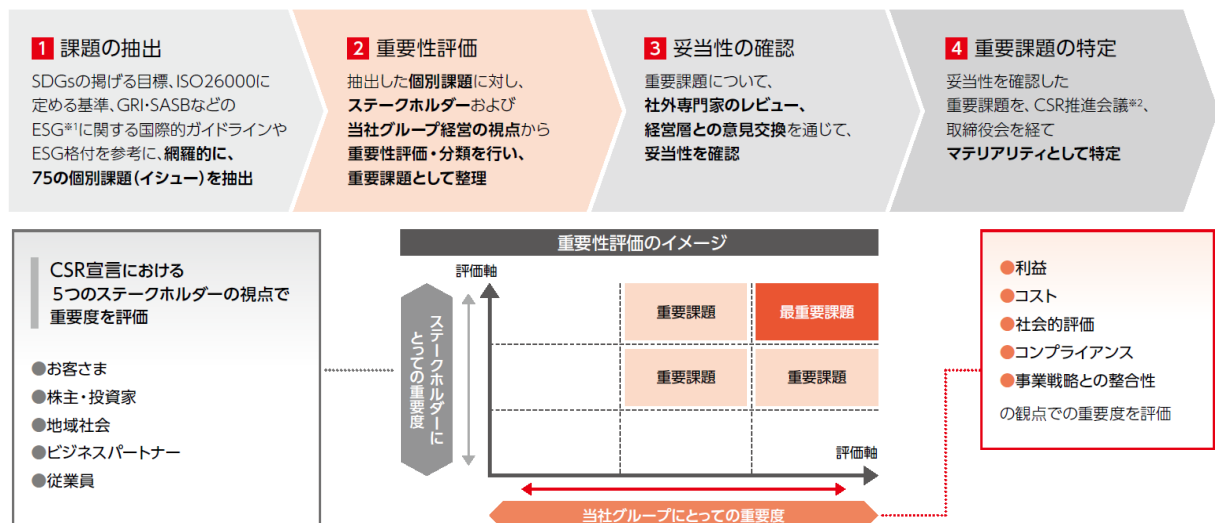 1 課題の抽出
SDGsの掲げる目標、ISO26000に
定める基準、GRI・SASBなどの
ESG※1に関する国際的ガイドラインや
ESG格付を参考に、網羅的に、
75の個別課題（イシュー）を抽出
2 重要性評価
抽出した個別課題に対し、
ステークホルダーおよび
当社グループ経営の視点から
重要性評価・分類を行い、
重要課題として整理
3 妥当性の確認
重要課題について、
社外専門家のレビュー、
経営層との意見交換を通じて、
妥当性を確認
4 重要課題の特定
妥当性を確認した
重要課題を、CSR推進会議※2、
取締役会を経て
マテリアリティとして特定
CSR宣言における
5つのステークホルダーの視点で
重要度を評価
●お客さま
●株主・投資家
●地域社会
●ビジネスパートナー
●従業員
重要性評価のイメージ
評価軸
ステークホルダーに
とっての重要度
重要課題
最重要課題
重要課題
重要課題
評価軸
当社グループにとっての重要度
●利益
●コスト
●社会的評価
●コンプライアンス
●事業戦略との整合性
の観点での重要度を評価